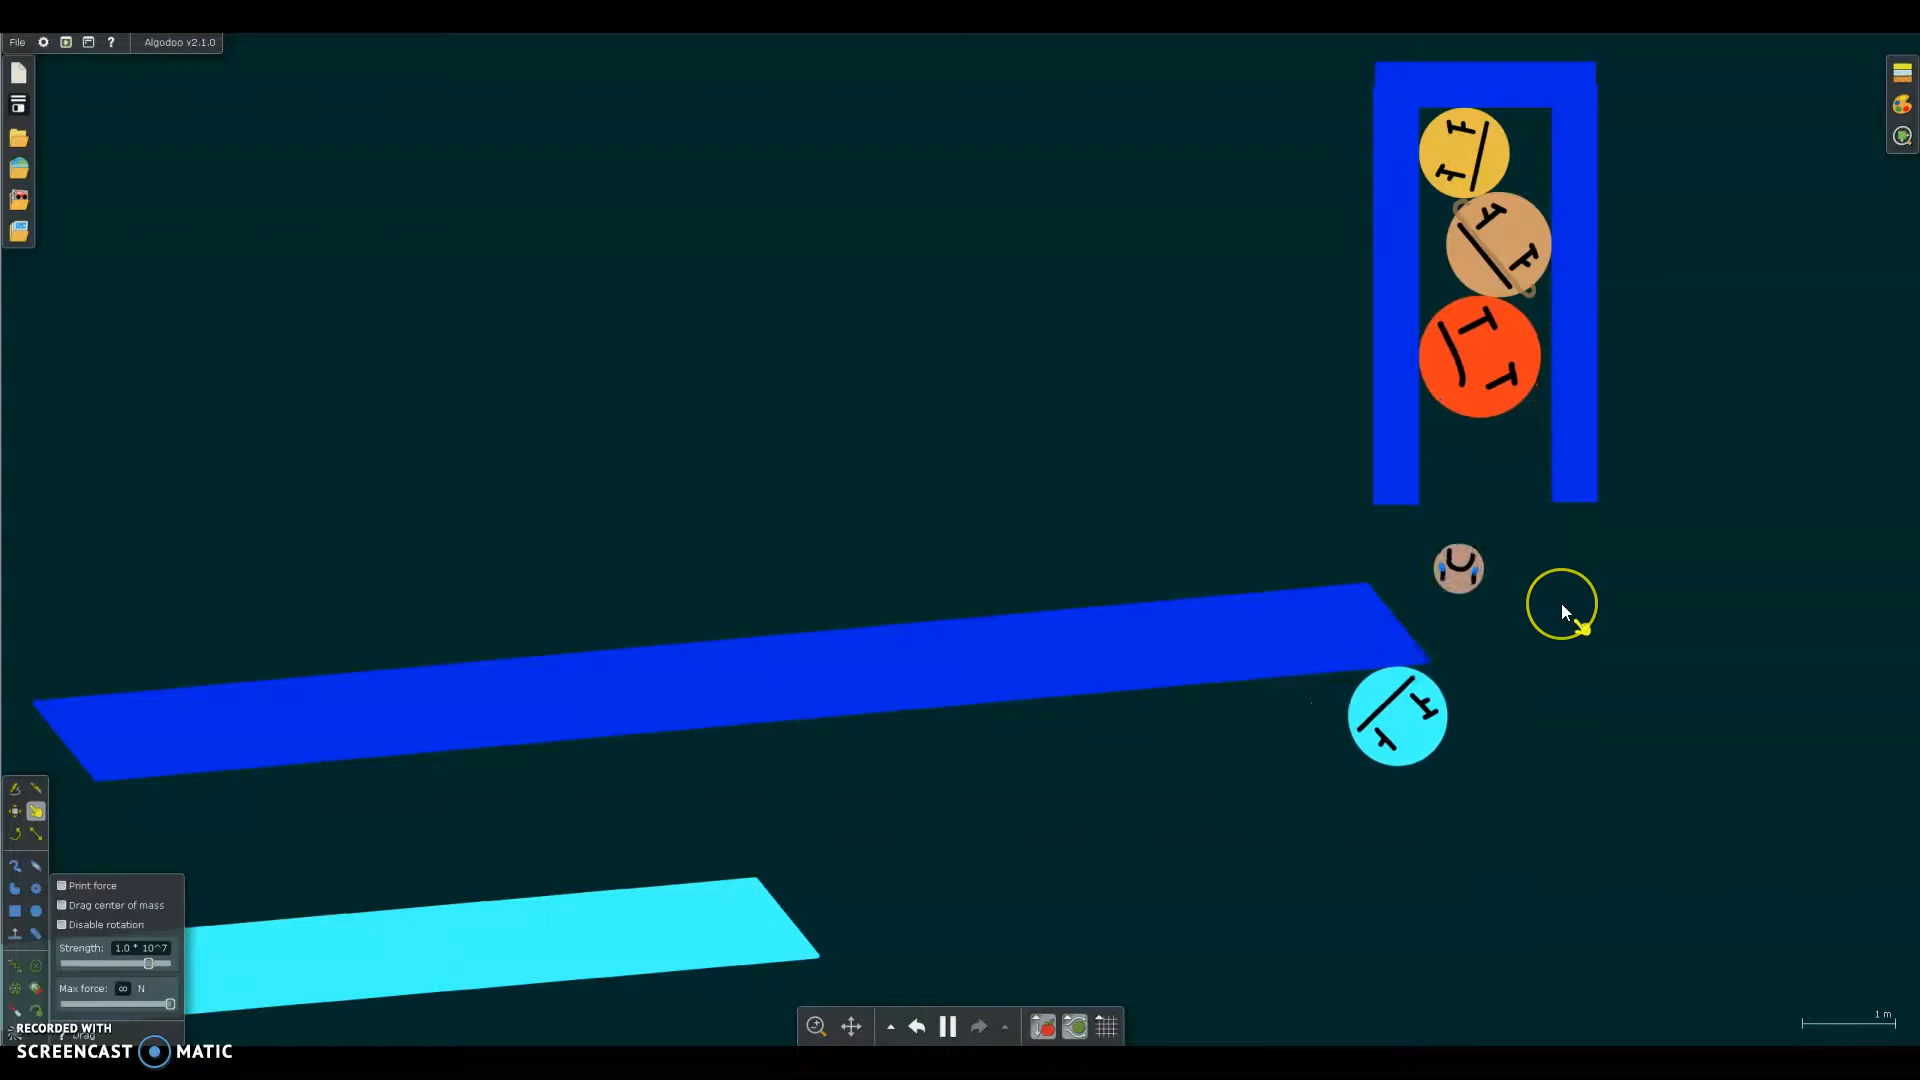 File ? Algodoo v2.1.0
Print force
Drag center of mass
Disable rotation
Strength: 1.0 * 10^7
Max force: ∞ N
? Drag
RECORDED WITH
SCREENCAST MATIC
1 m